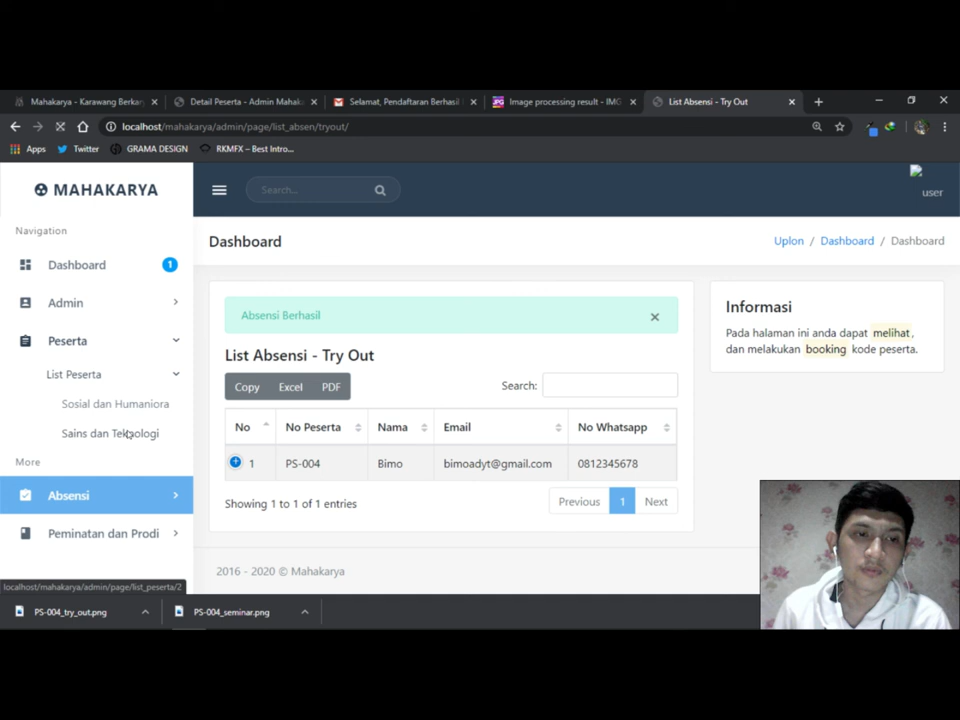 Mahakarya - Karawang Berkar
Detail Peserta - Admin Mahak
Selamat, Pendaftaran Berhasil
Image processing result - IMG
List Absensi - Try Out
localhost/mahakarya/admin/page/list_absen/tryout/
Apps
Twitter
GRAMA DESIGN
RKMFX – Best Intro...
MAHAKARYA
Search...
user
Navigation
Dashboard
1
Admin
Peserta
List Peserta
Sosial dan Humaniora
Sains dan Teknologi
More
Absensi
Peminatan dan Prodi
Dashboard
Uplon / Dashboard / Dashboard
Absensi Berhasil
List Absensi - Try Out
Copy Excel PDF
Search:
No No Peserta Nama Email No Whatsapp
1 PS-004 Bimo bimoadyt@gmail.com 0812345678
Showing 1 to 1 of 1 entries
Previous 1 Next
Informasi
Pada halaman ini anda dapat melihat,
dan melakukan booking kode peserta.
2016 - 2020 © Mahakarya
localhost/mahakarya/admin/page/list_peserta/2
PS-004_try_out.png
PS-004_seminar.png